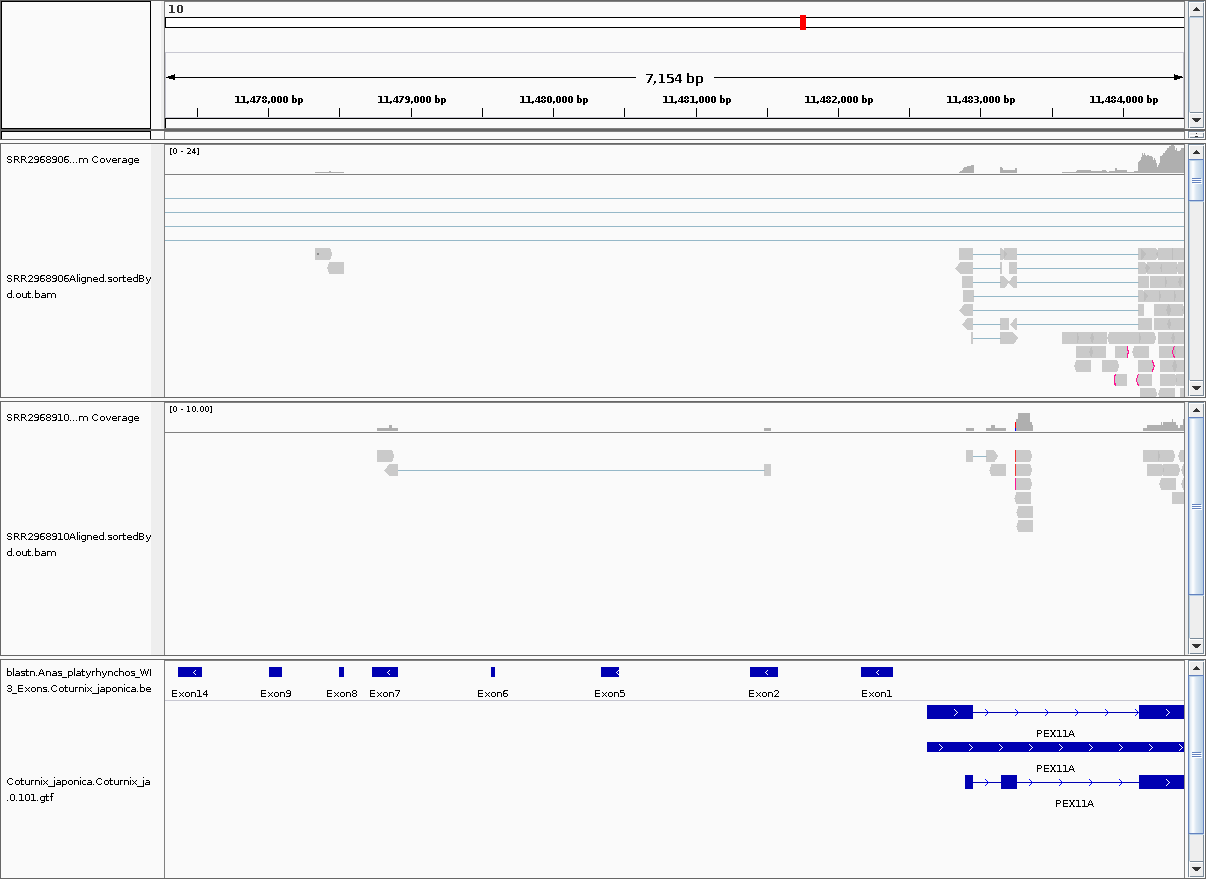 10
7,154 bp
11,478,000 bp 11,479,000 bp 11,480,000 bp 11,481,000 bp 11,482,000 bp 11,483,000 bp 11,484,000 bp
SRR2968906...m Coverage
[0 - 24]
SRR2968906Aligned.sortedBy
d.out.bam
SRR2968910...m Coverage
[0 - 10.00]
SRR2968910Aligned.sortedBy
d.out.bam
blastn.Anas_platyrhynchos_WI
3_Exons.Coturnix_japonica.be
Exon14 Exon9 Exon8 Exon7 Exon6 Exon5 Exon2 Exon1
PEX11A
PEX11A
Coturnix_japonica.Coturnix_ja
.0.101.gtf
PEX11A